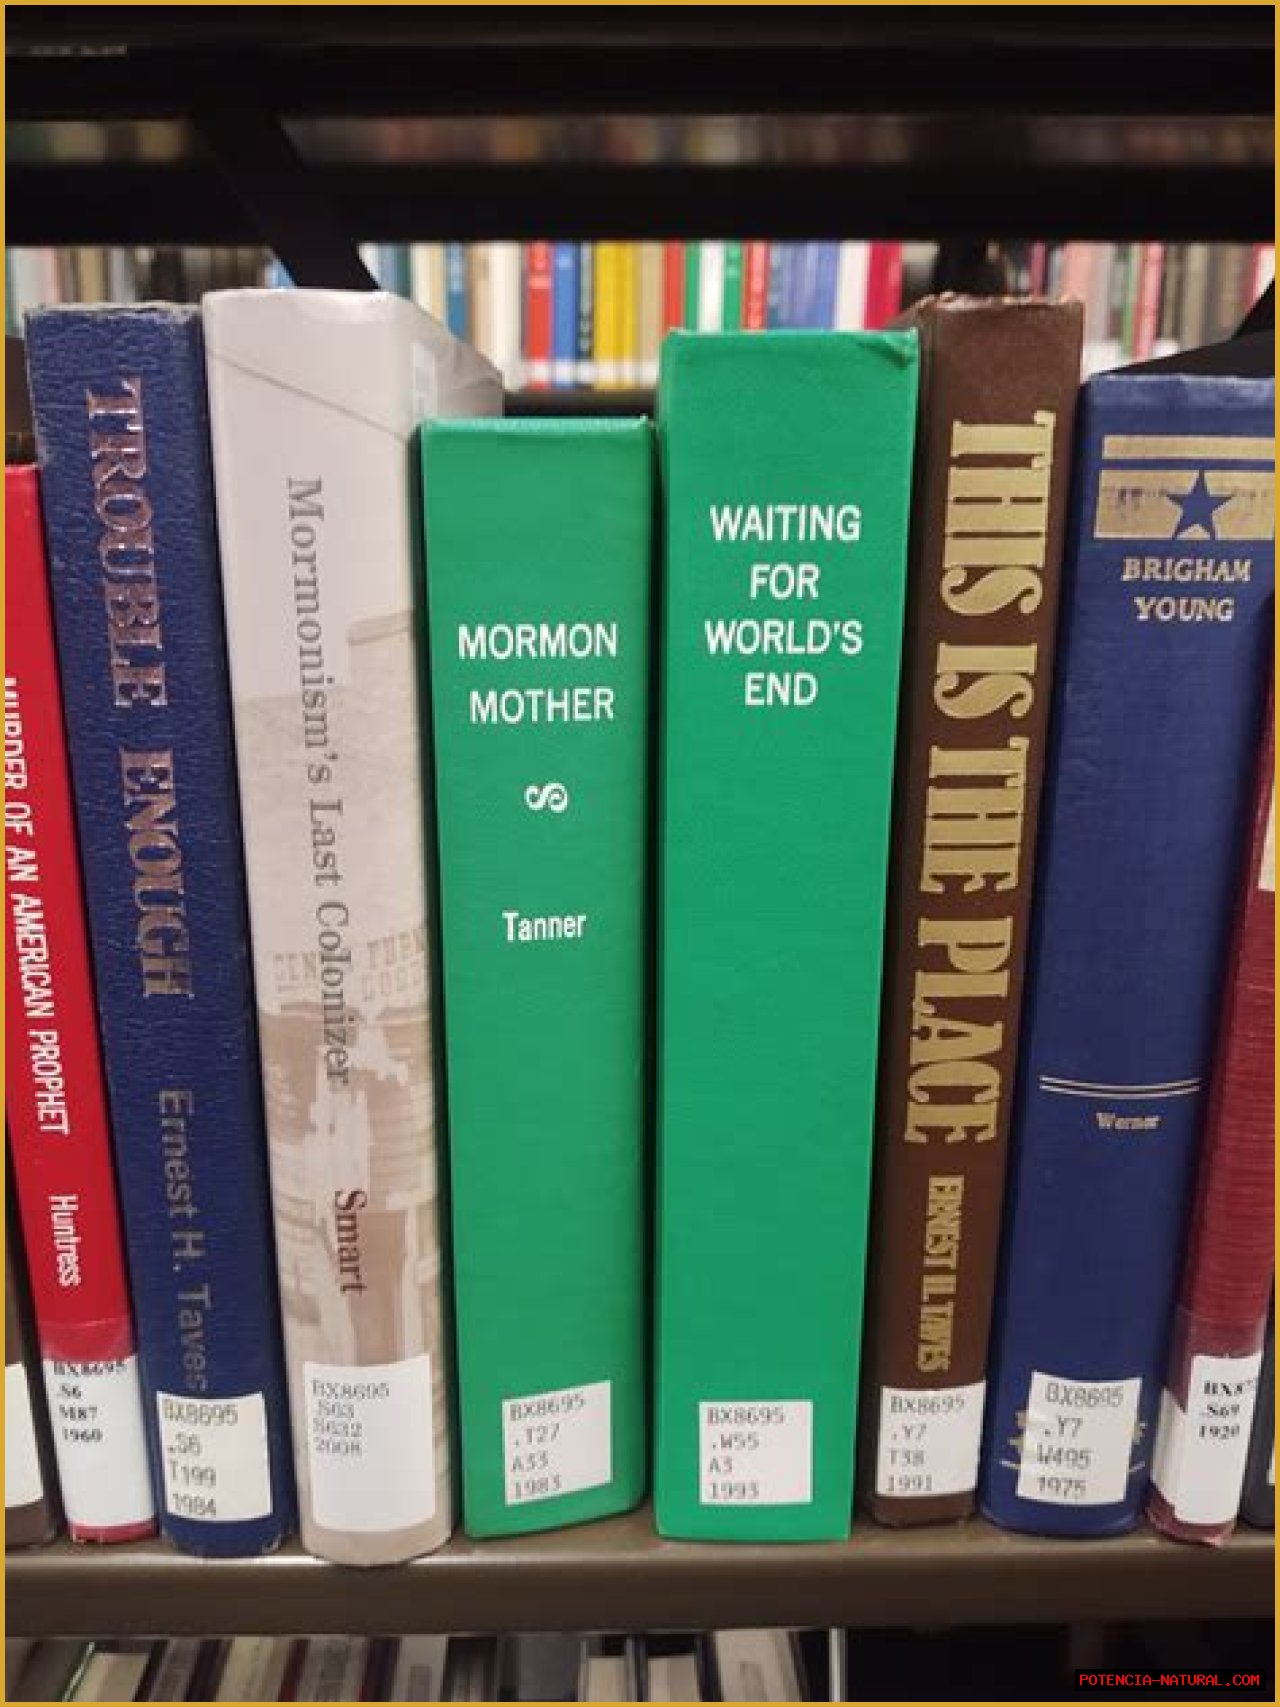 MURDER OF AN AMERICAN PROPHET
Huntress
BX8695
.S6
M87
1960
TROUBLE ENOUGH
Ernest H. Taves
BX8695
.S6
T199
1984
Mormonism's Last Colonizer
Smart
BX8695
.S63
S632
2008
MORMON
MOTHER
Tanner
BX8695
.T27
A33
1983
WAITING
FOR
WORLD'S
END
BX8695
.W55
A3
1993
THIS IS THE PLACE
ERNEST H. TAVES
BX8695
.Y7
T38
1991
BRIGHAM
YOUNG
Werner
BX8695
.Y7
W495
1975
BX87
.S69
1920
POTENCIA-NATURAL.COM